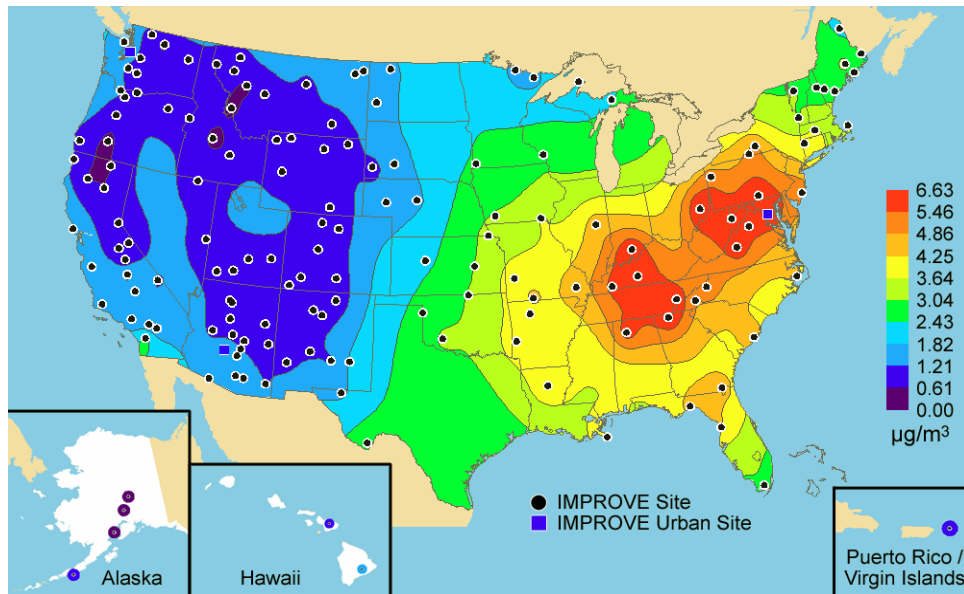 6.63
5.46
4.86
4.25
3.64
3.04
2.43
1.82
1.21
0.61
0.00
µg/m³
IMPROVE Site
IMPROVE Urban Site
Alaska
Hawaii
Puerto Rico /
Virgin Islands